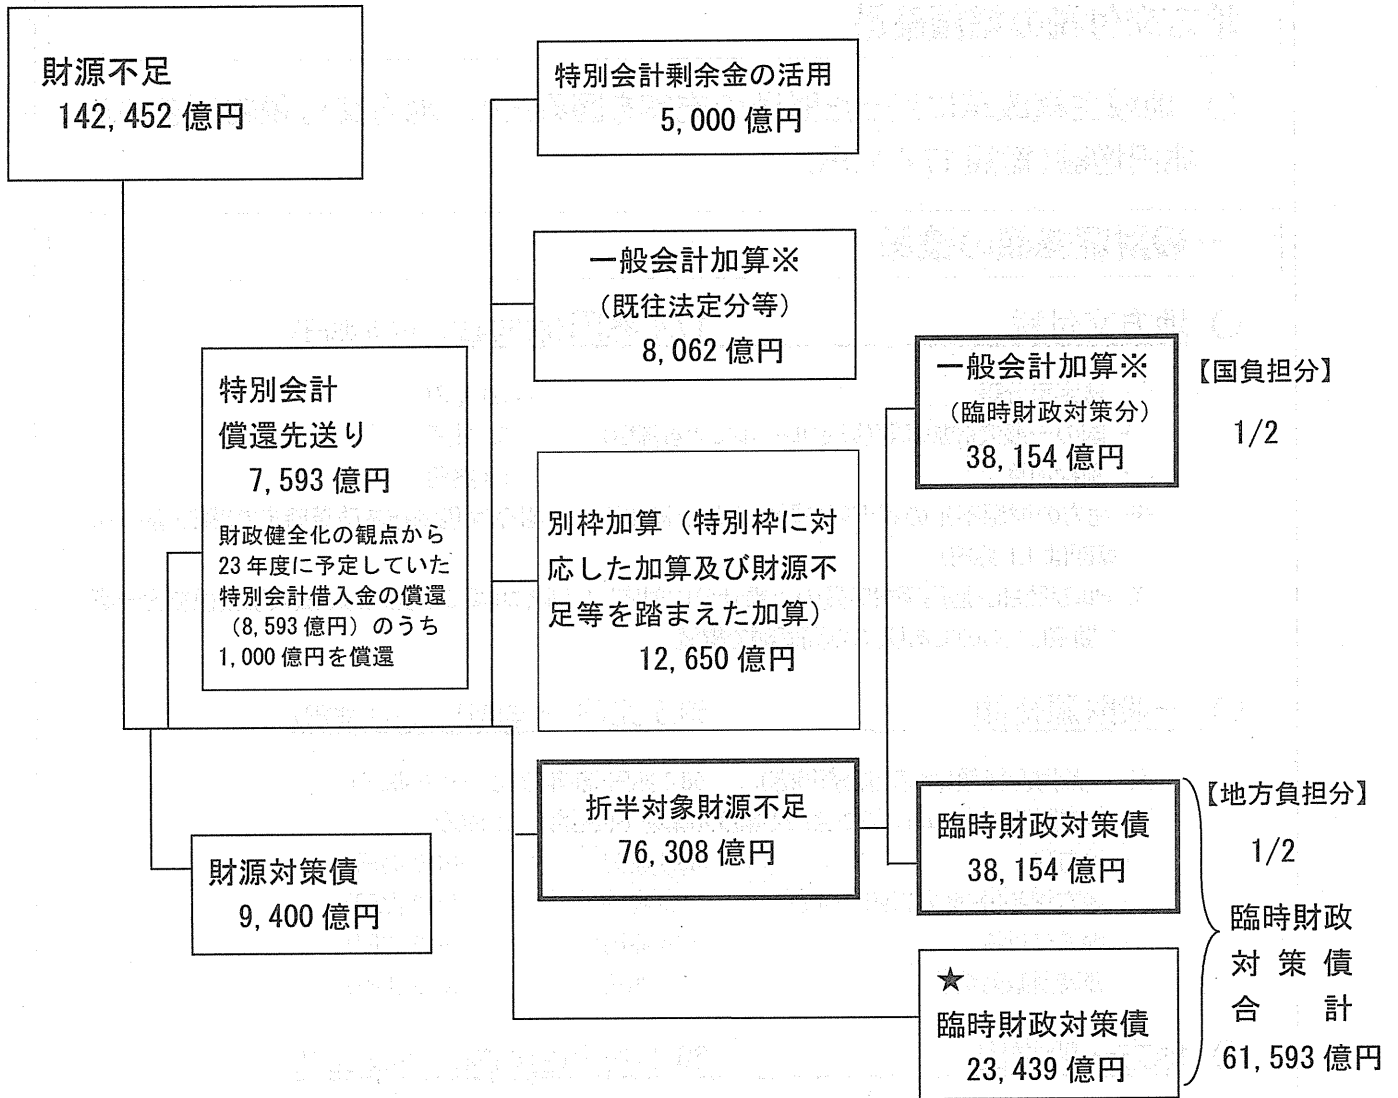 財源不足
142,452億円
特別会計剰余金の活用
5,000億円
一般会計加算※
（既往法定分等）
8,062億円
特別会計
償還先送り
7,593億円
財政健全化の観点から
23年度に予定していた
特別会計借入金の償還
（8,593億円）のうち
1,000億円を償還
別枠加算（特別枠に対
応した加算及び財源不
足等を踏まえた加算）
12,650億円
一般会計加算※
（臨時財政対策分）
38,154億円
【国負担分】
1/2
財源対策債
9,400億円
折半対象財源不足
76,308億円
臨時財政対策債
38,154億円
【地方負担分】
1/2
★
臨時財政対策債
23,439億円
臨時財政
対策債
合計
61,593億円